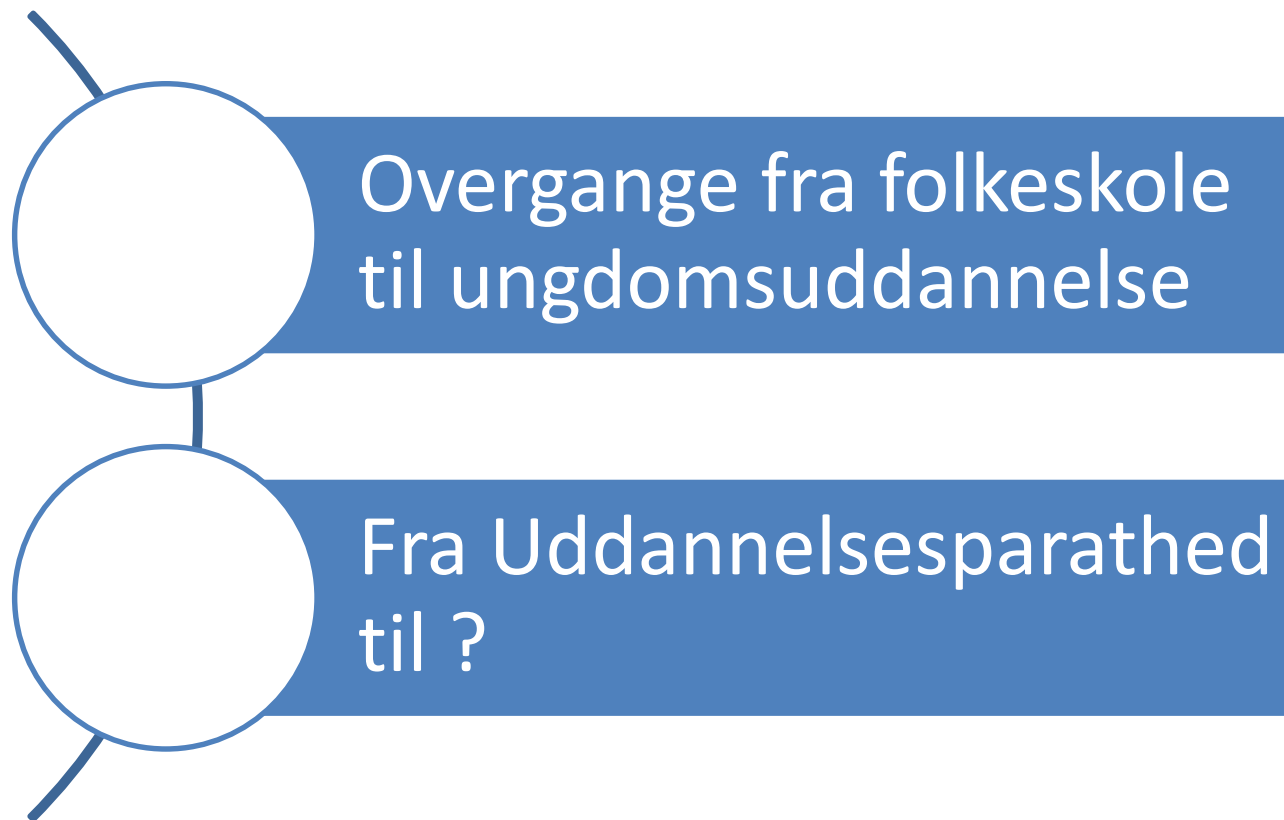 Overgange fra folkeskole
til ungdomsuddannelse
Fra Uddannelsesparathed
til ?